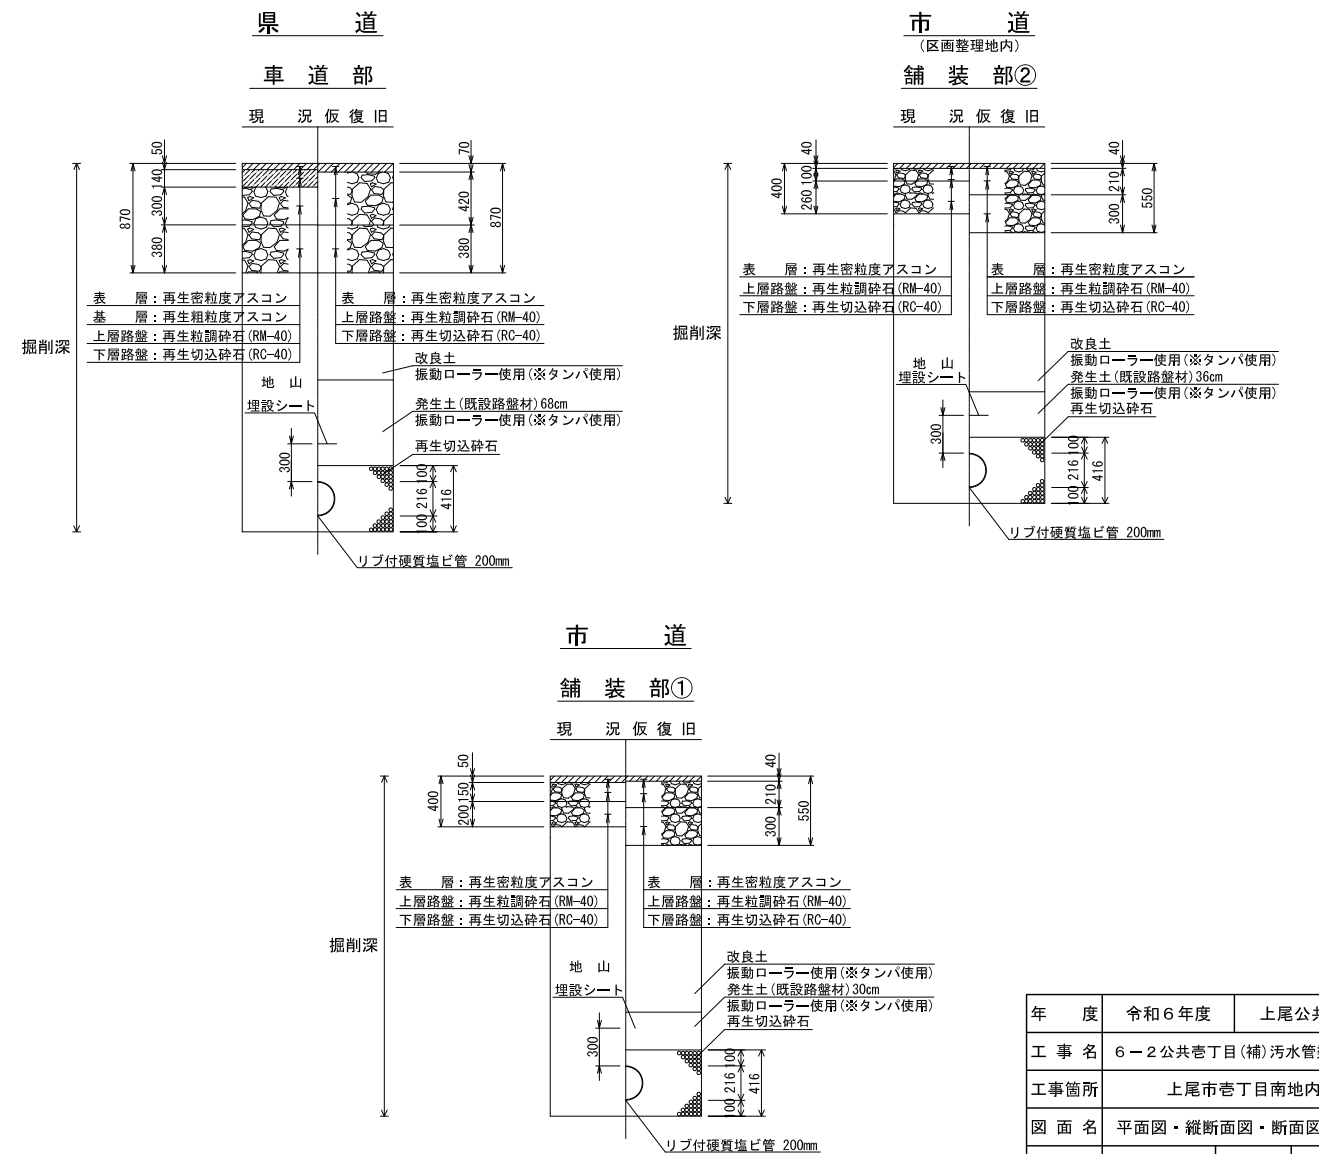 県　道
車道部
現　況 仮復旧
50
140
300
380
870
70
420
380
870
表　層：再生密粒度アスコン
基　層：再生粗粒度アスコン
上層路盤：再生粒調砕石(RM-40)
下層路盤：再生切込砕石(RC-40)
表　層：再生密粒度アスコン
上層路盤：再生粒調砕石(RM-40)
下層路盤：再生切込砕石(RC-40)
掘削深
改良土
振動ローラー使用(※タンパ使用)
地　山
埋設シート
発生土(既設路盤材)68cm
振動ローラー使用(※タンパ使用)
再生切込砕石
300
100
216
100
416
リブ付硬質塩ビ管 200mm
市　道
(区画整理地内)
舗装部②
現　況 仮復旧
40
100
260
400
40
210
300
550
表　層：再生密粒度アスコン
上層路盤：再生粒調砕石(RM-40)
下層路盤：再生切込砕石(RC-40)
表　層：再生密粒度アスコン
上層路盤：再生粒調砕石(RM-40)
下層路盤：再生切込砕石(RC-40)
掘削深
改良土
振動ローラー使用(※タンパ使用)
地　山
埋設シート
発生土(既設路盤材)36cm
振動ローラー使用(※タンパ使用)
再生切込砕石
300
100
216
100
416
リブ付硬質塩ビ管 200mm
市　道
舗装部①
現　況 仮復旧
50
150
200
400
40
210
300
550
表　層：再生密粒度アスコン
上層路盤：再生粒調砕石(RM-40)
下層路盤：再生切込砕石(RC-40)
表　層：再生密粒度アスコン
上層路盤：再生粒調砕石(RM-40)
下層路盤：再生切込砕石(RC-40)
掘削深
改良土
振動ローラー使用(※タンパ使用)
地　山
埋設シート
発生土(既設路盤材)30cm
振動ローラー使用(※タンパ使用)
再生切込砕石
300
100
216
100
416
リブ付硬質塩ビ管 200mm
年　度 令和６年度 上尾公
工事名 ６－２公共壱丁目(補)汚水管
工事箇所 上尾市壱丁目南地内
図面名 平面図・縦断面図・断面図